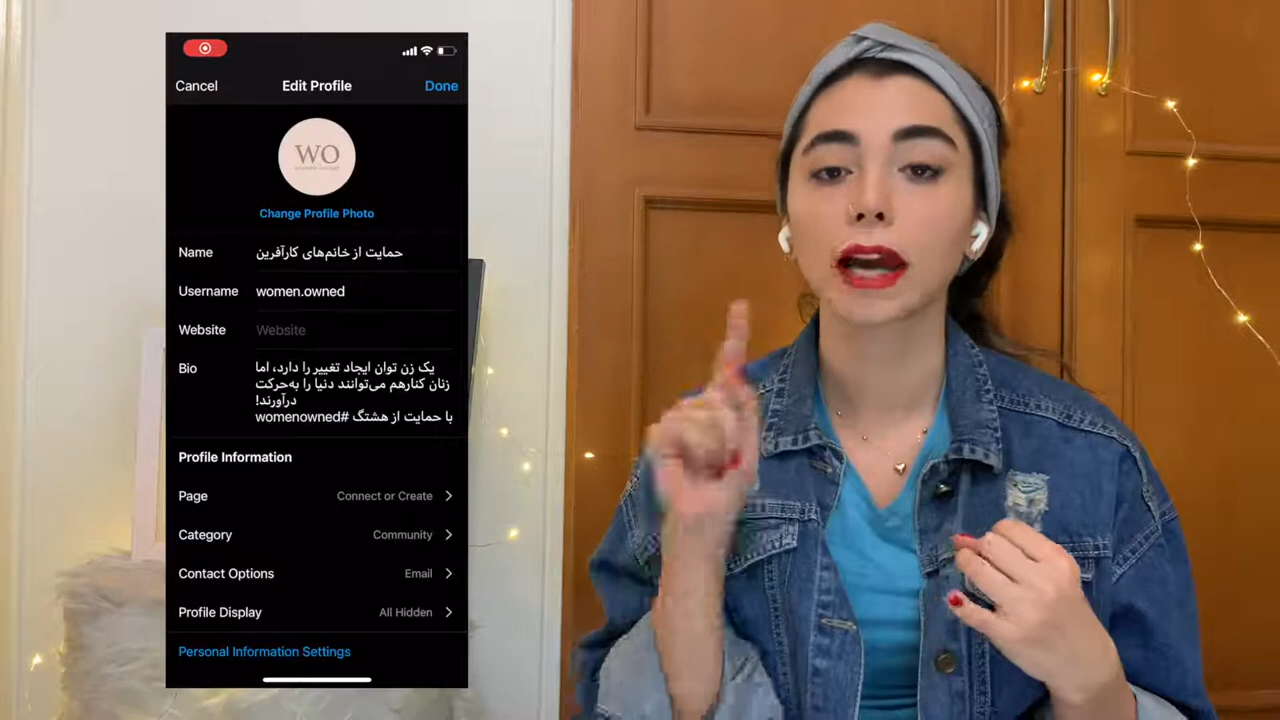 Cancel
Edit Profile
Done
WO
Change Profile Photo
Name
حمایت از خانم‌های کارآفرین
Username
women.owned
Website
Website
Bio
یک زن توان ایجاد تغییر را دارد، اما
زنان کنارهم می‌توانند دنیا را به‌حرکت
درآورند!
با حمایت از هشتگ #womenowned
Profile Information
Page
Connect or Create
Category
Community
Contact Options
Email
Profile Display
All Hidden
Personal Information Settings